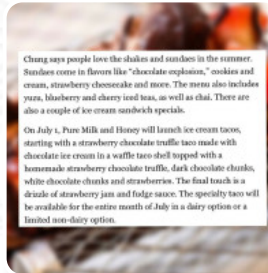 Chung says people love the shakes and sundaes in the summer.
Sundaes come in flavors like "chocolate explosion," cookies and
cream, strawberry cheesecake and more. The menu also includes
yuzu, blueberry and cherry iced teas, as well as chai. There are
also a couple of ice cream sandwich specials.
On July 1, Pure Milk and Honey will launch ice cream tacos,
starting with a strawberry chocolate truffle taco made with
chocolate ice cream in a waffle taco shell topped with a
homemade strawberry chocolate truffle, dark chocolate chunks,
white chocolate chunks and strawberries. The final touch is a
drizzle of strawberry jam and fudge sauce. The specialty taco will
be available for the entire month of July in a dairy option or a
limited non-dairy option.